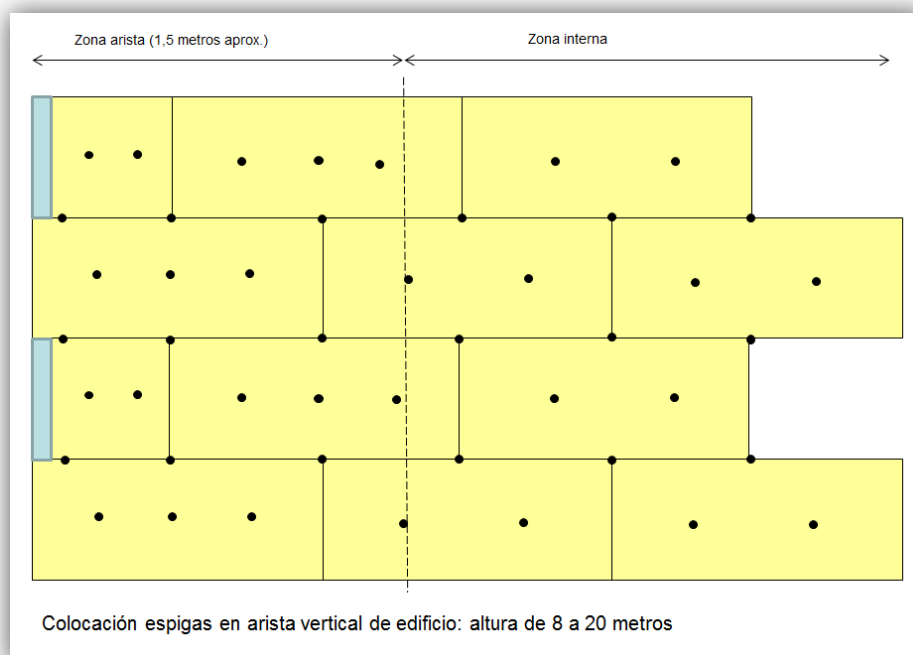 Zona arista (1,5 metros aprox.)
Zona interna
Colocación espigas en arista vertical de edificio: altura de 8 a 20 metros